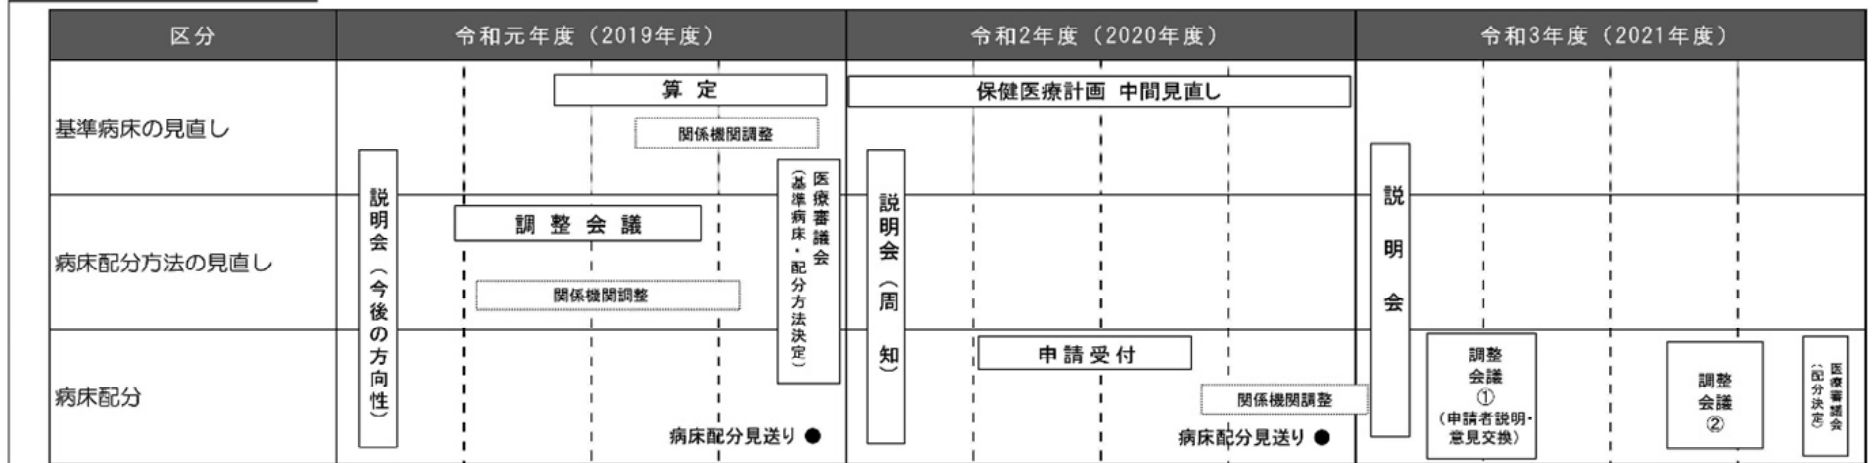 区分
令和元年度（2019年度）
令和2年度（2020年度）
令和3年度（2021年度）
基準病床の見直し
算定
関係機関調整
保健医療計画 中間見直し
病床配分方法の見直し
説明会（今後の方向性）
調整会議
関係機関調整
医療審議会
（基準病床・配分方法決定）
説明会（周知）
説明会
病床配分
病床配分見送り ●
申請受付
関係機関調整
病床配分見送り ●
調整
会議
①
（申請者説明・
意見交換）
調整
会議
②
医療審議会
（配分決定）